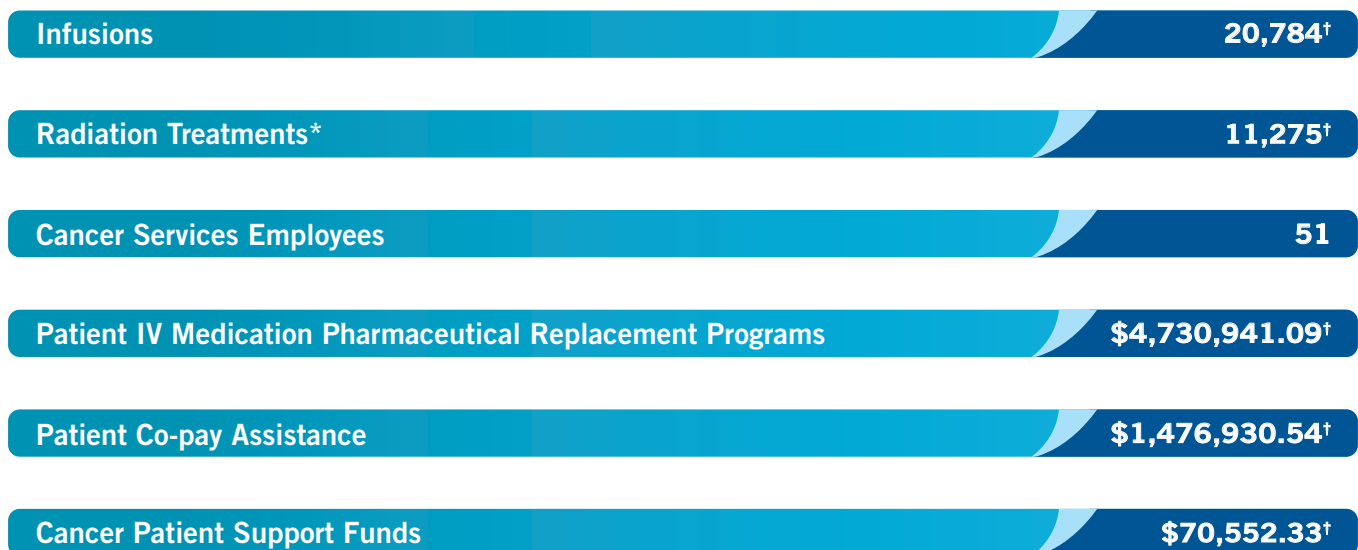 Infusions 20,784†
Radiation Treatments* 11,275†
Cancer Services Employees 51
Patient IV Medication Pharmaceutical Replacement Programs $4,730,941.09†
Patient Co-pay Assistance $1,476,930.54†
Cancer Patient Support Funds $70,552.33†